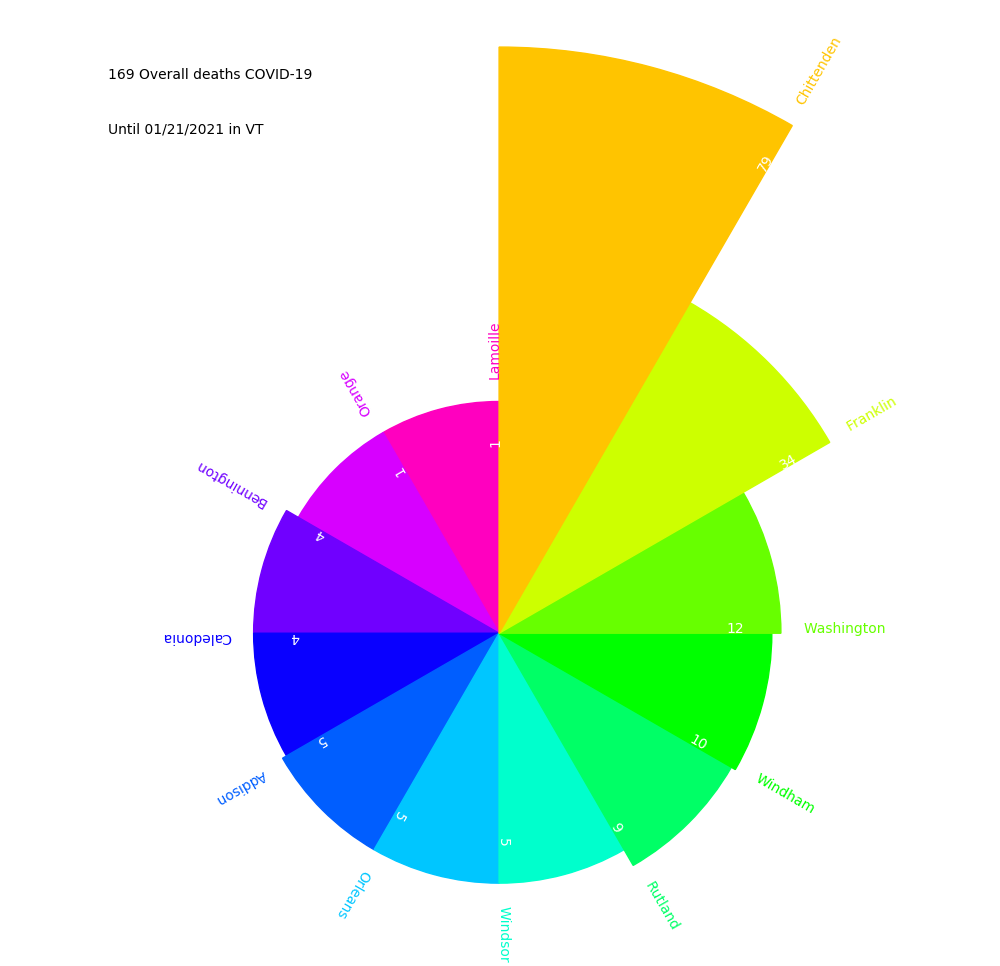 169 Overall deaths COVID-19
Until 01/21/2021 in VT
Chittenden
79
Franklin
34
Washington
12
Windham
10
Rutland
9
Windsor
5
Orleans
5
Addison
5
Caledonia
4
Bennington
4
Orange
1
Lamoille
1